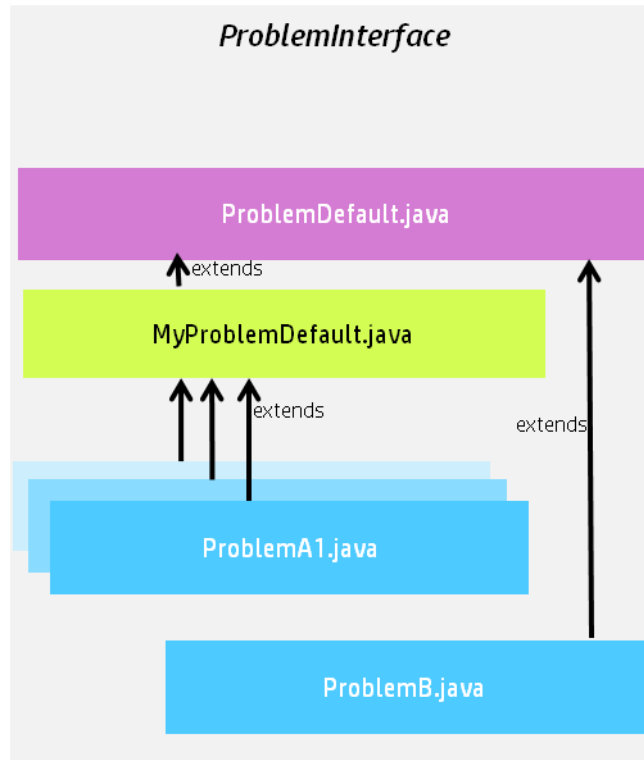 ProblemInterface
ProblemDefault.java
extends
MyProblemDefault.java
extends
extends
ProblemA1.java
ProblemB.java